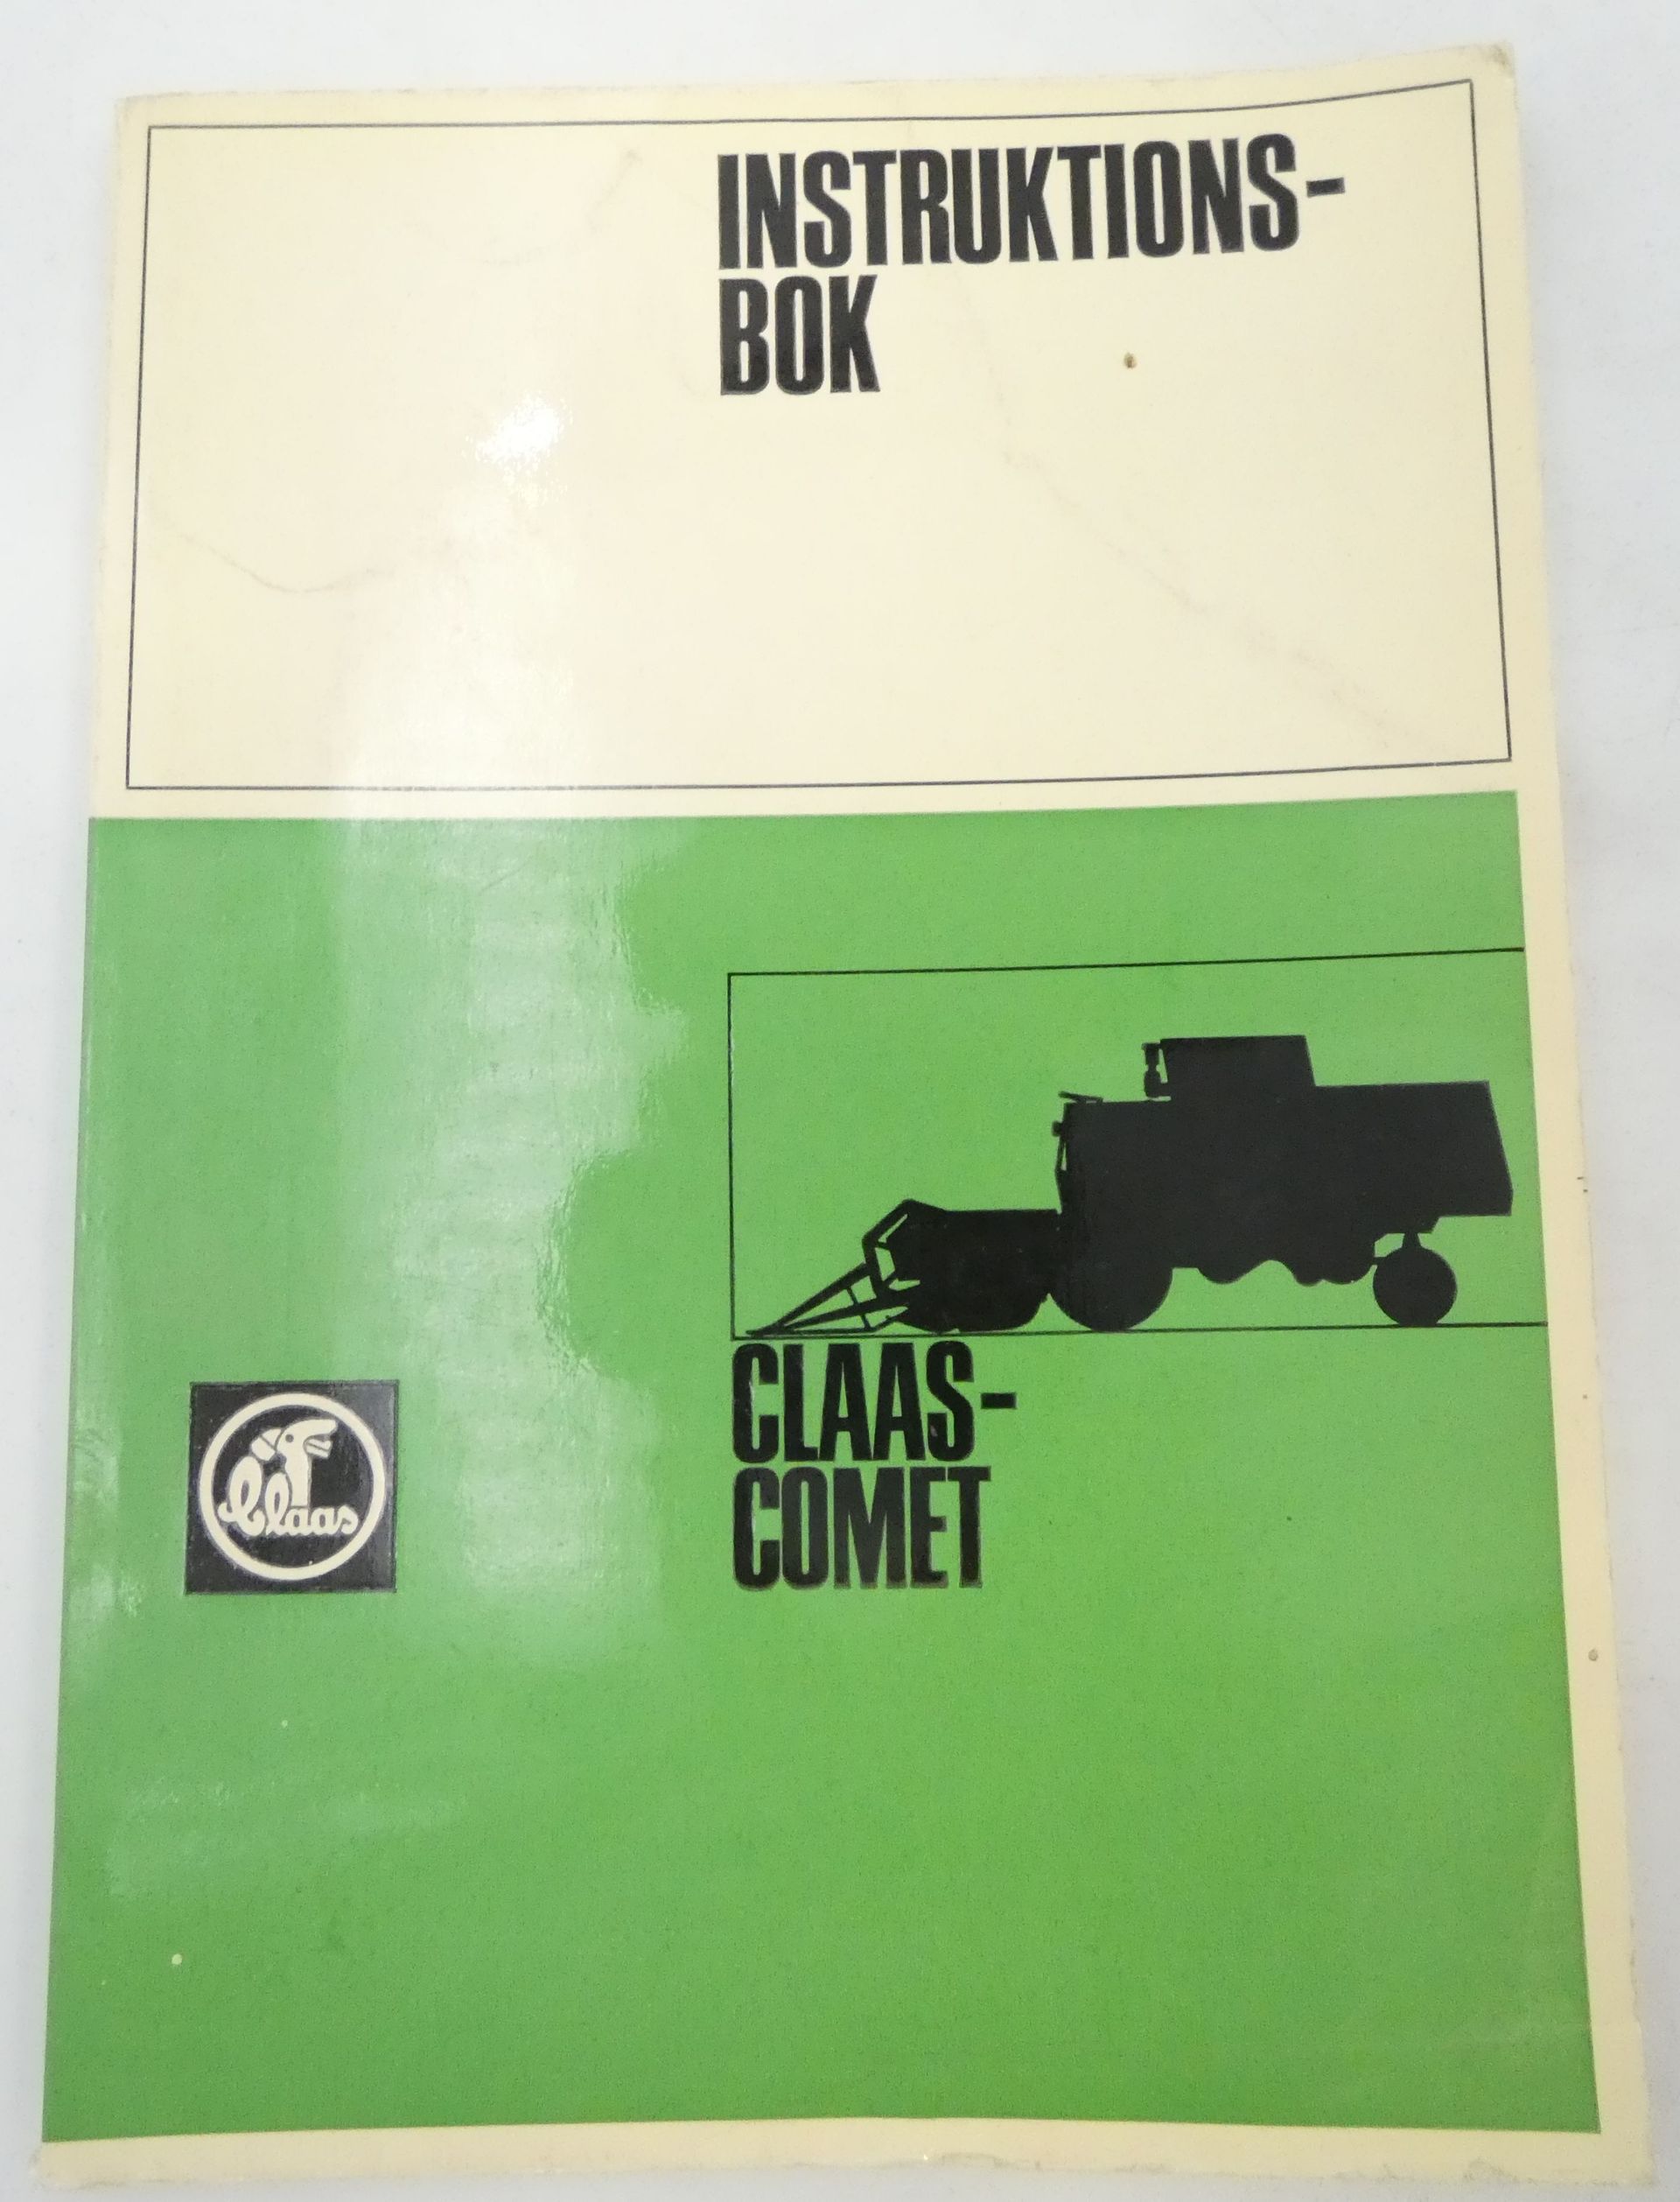 INSTRUKTIONS-
BOK
CLAAS-
COMET
Claas